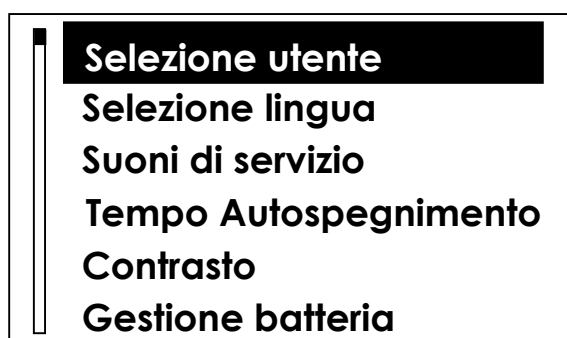 Selezione utente
Selezione lingua
Suoni di servizio
Tempo Autospegnimento
Contrasto
Gestione batteria